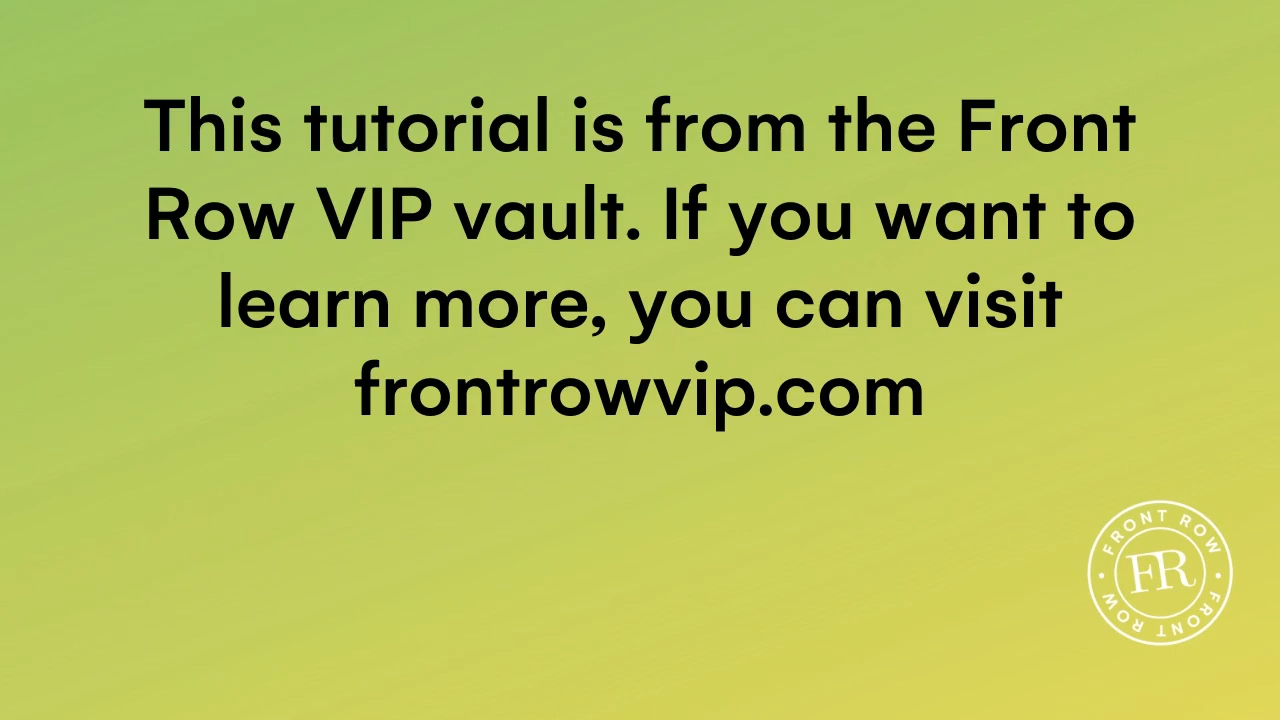 This tutorial is from the Front
Row VIP vault. If you want to
learn more, you can visit
frontrowvip.com
FRONT ROW
FR
FRONT ROW